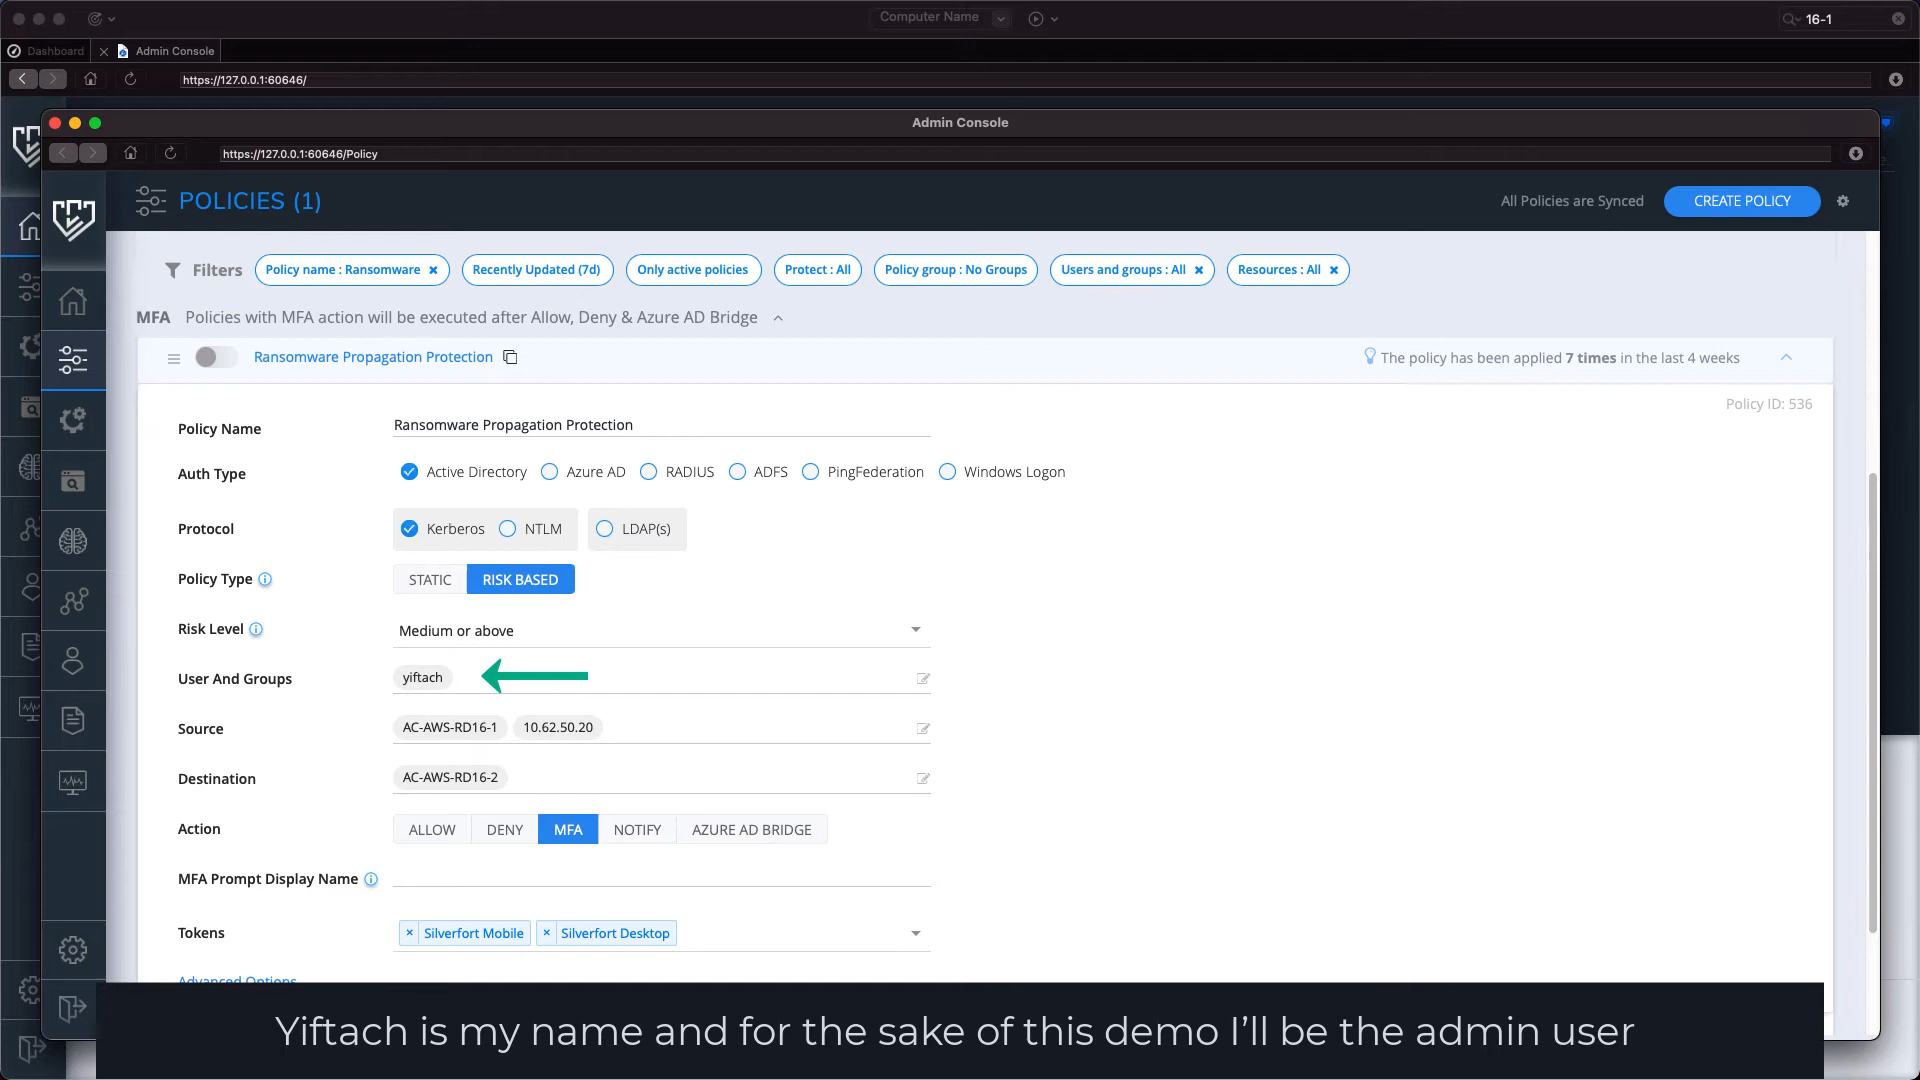 Computer Name
16-1
Dashboard
Admin Console
https://127.0.0.1:60646/
Admin Console
https://127.0.0.1:60646/Policy
POLICIES (1)
All Policies are Synced
CREATE POLICY
Filters
Policy name : Ransomware ×
Recently Updated (7d)
Only active policies
Protect : All
Policy group : No Groups
Users and groups : All ×
Resources : All ×
MFA Policies with MFA action will be executed after Allow, Deny & Azure AD Bridge
Ransomware Propagation Protection
The policy has been applied 7 times in the last 4 weeks
Policy ID: 536
Policy Name Ransomware Propagation Protection
Auth Type Active Directory Azure AD RADIUS ADFS PingFederation Windows Logon
Protocol Kerberos NTLM LDAP(s)
Policy Type STATIC RISK BASED
Risk Level Medium or above
User And Groups yiftach
Source AC-AWS-RD16-1 10.62.50.20
Destination AC-AWS-RD16-2
Action ALLOW DENY MFA NOTIFY AZURE AD BRIDGE
MFA Prompt Display Name
Tokens × Silverfort Mobile × Silverfort Desktop
Advanced Options
Yiftach is my name and for the sake of this demo I'll be the admin user